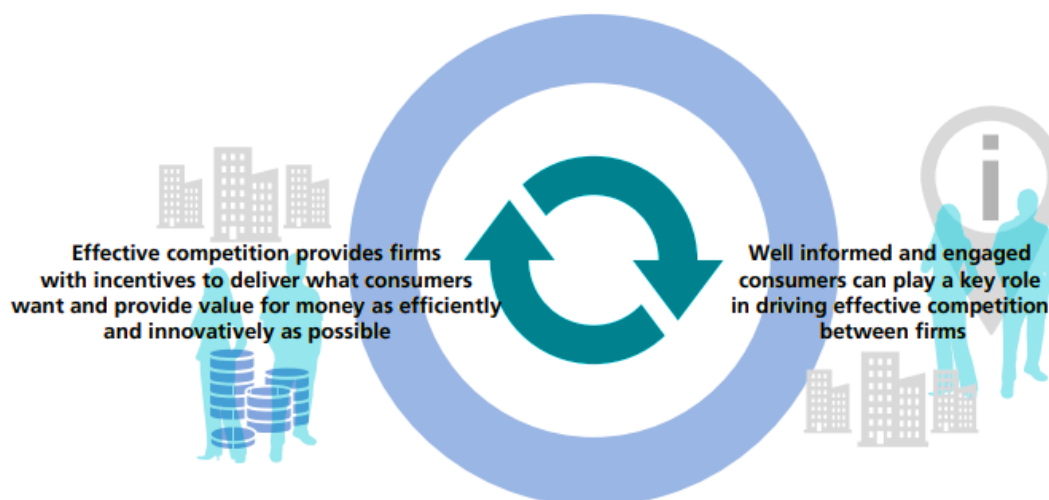 Effective competition provides firms
with incentives to deliver what consumers
want and provide value for money as efficiently
and innovatively as possible
Well informed and engaged
consumers can play a key role
in driving effective competition
between firms
i